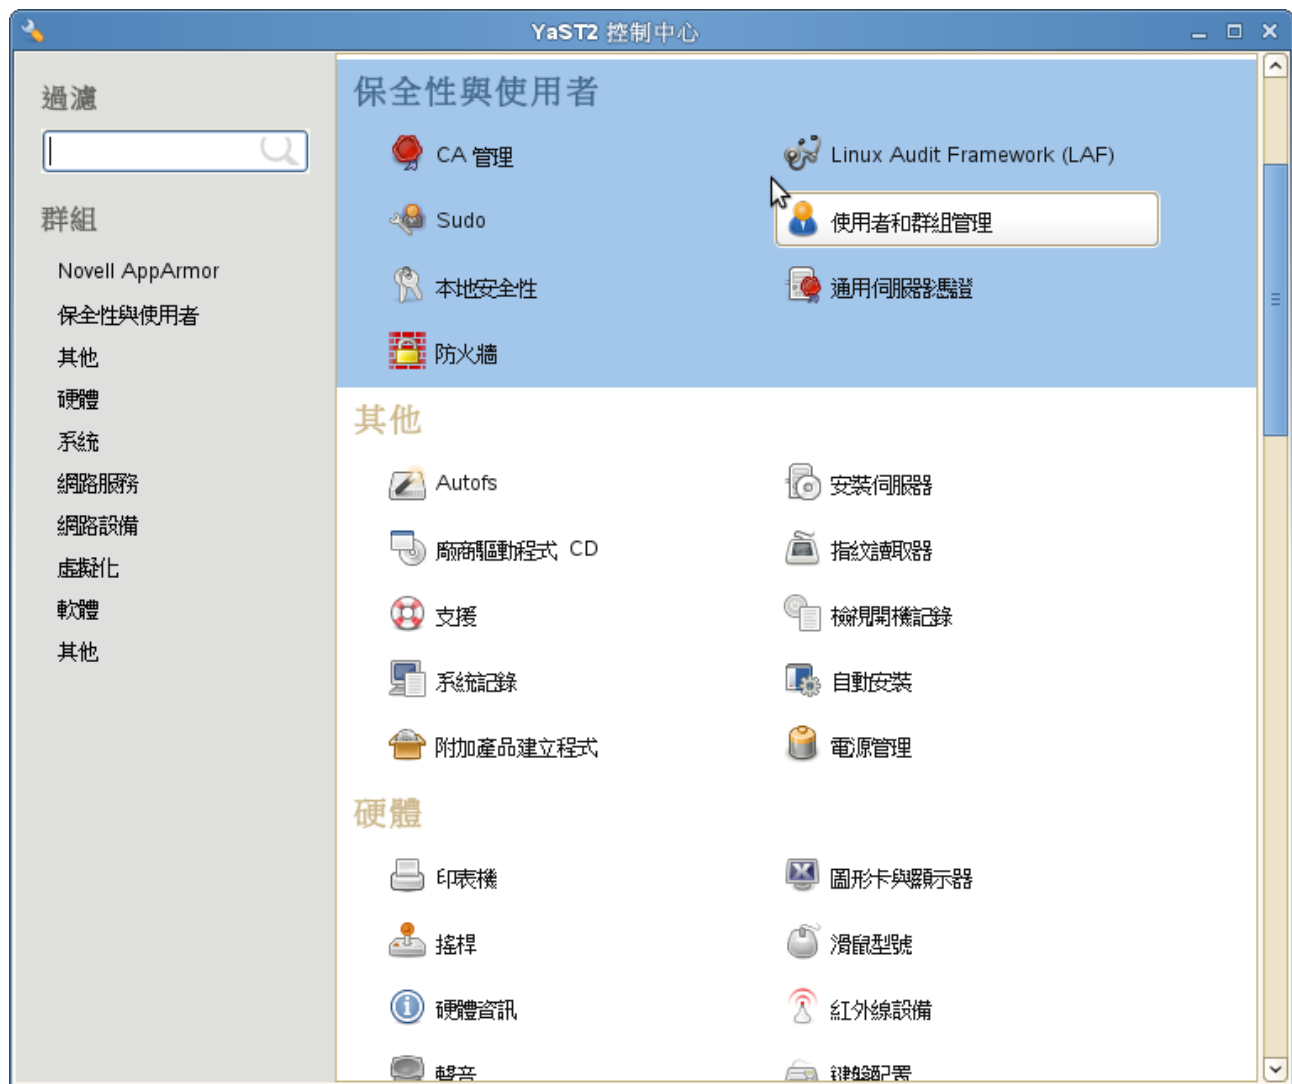 YaST2 控制中心
過濾
群組
Novell AppArmor
保全性與使用者
其他
硬體
系統
網路服務
網路設備
虛擬化
軟體
其他
保全性與使用者
CA 管理
Linux Audit Framework (LAF)
Sudo
使用者和群組管理
本地安全性
通用伺服器憑證
防火牆
其他
Autofs
安裝伺服器
廠商驅動程式 CD
指紋讀取器
支援
檢視開機記錄
系統記錄
自動安裝
附加產品建立程式
電源管理
硬體
印表機
圖形卡與顯示器
搖桿
滑鼠型號
硬體資訊
紅外線設備
聲音
鍵盤配置